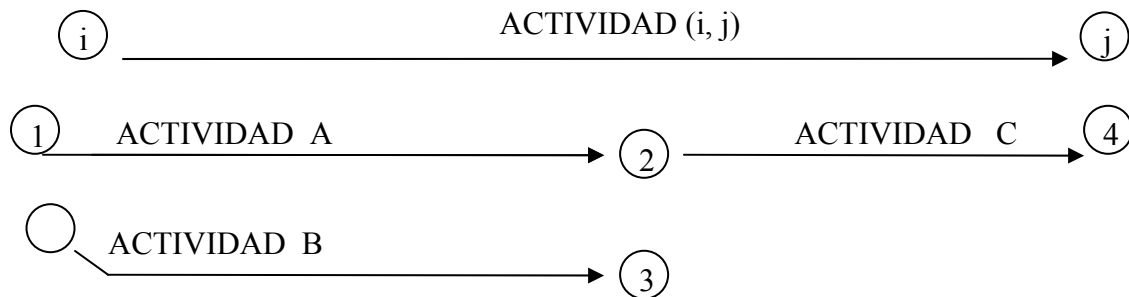 i ACTIVIDAD (i, j) j
1 ACTIVIDAD A 2 ACTIVIDAD C 4
ACTIVIDAD B 3